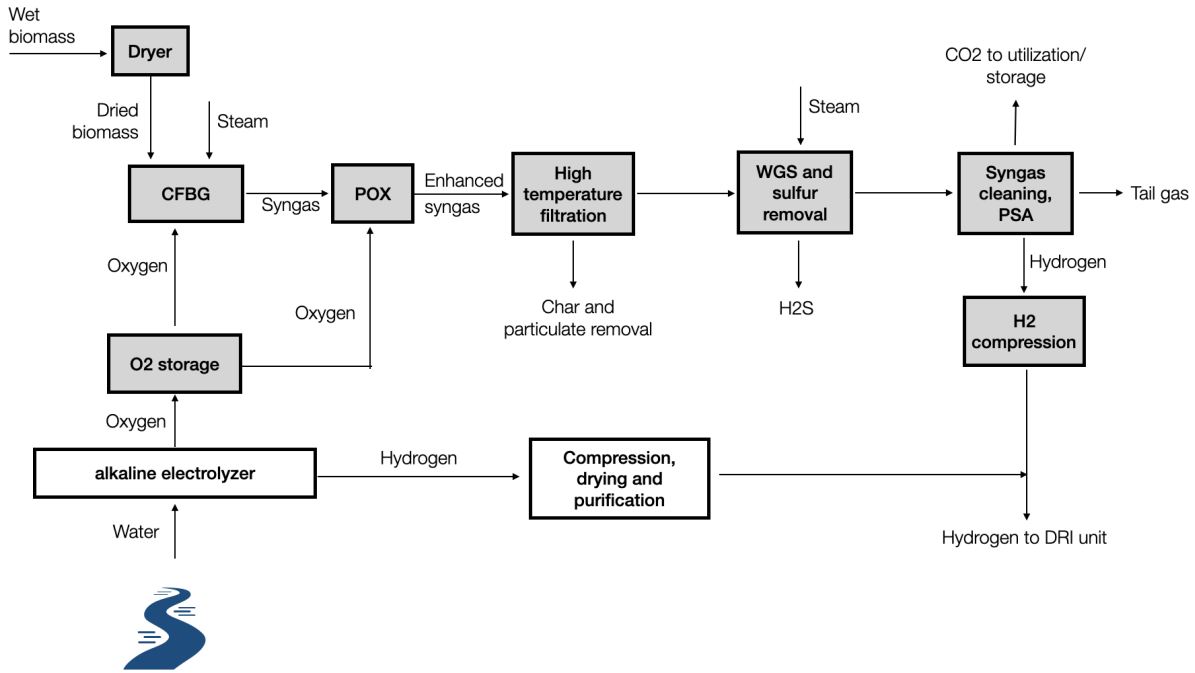 Wet
biomass
Dryer
CO2 to utilization/
storage
Dried
biomass
Steam
Steam
CFBG
Syngas
POX
Enhanced
syngas
High
temperature
filtration
WGS and
sulfur
removal
Syngas
cleaning,
PSA
Tail gas
Oxygen
Oxygen
Char and
particulate removal
H2S
Hydrogen
H2
compression
O2 storage
Oxygen
alkaline electrolyzer
Hydrogen
Compression,
drying and
purification
Water
Hydrogen to DRI unit